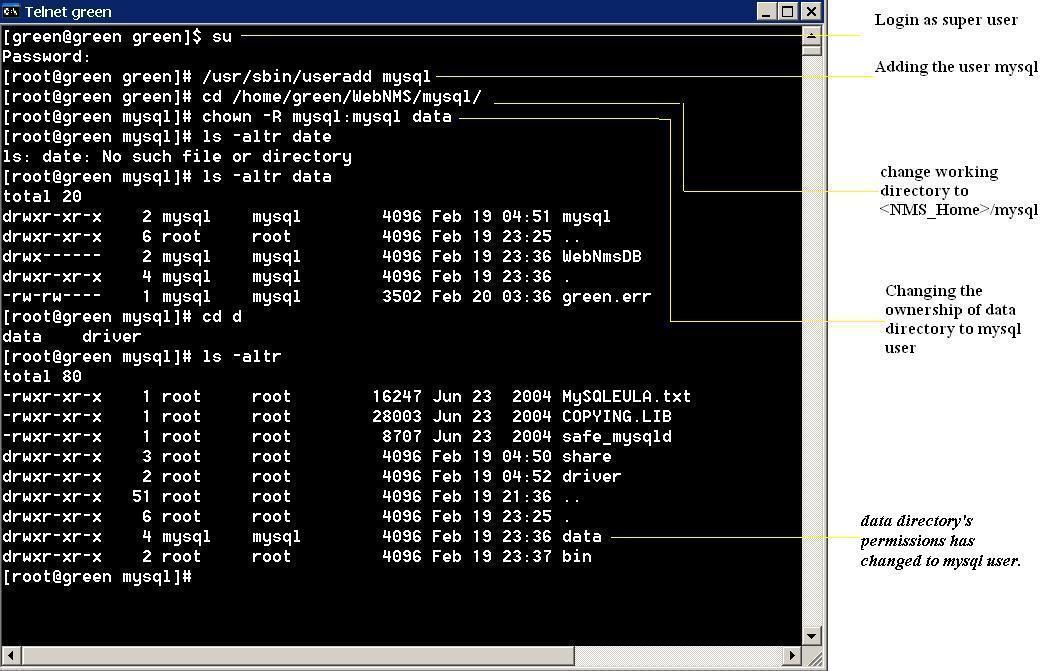 Telnet green
[green@green green]$ su
Login as super user
Password:
[root@green green]# /usr/sbin/useradd mysql
Adding the user mysql
[root@green green]# cd /home/green/WebNMS/mysql/
[root@green mysql]# chown -R mysql:mysql data
[root@green mysql]# ls -altr date
ls: date: No such file or directory
[root@green mysql]# ls -altr data
total 20
drwxr-xr-x    2 mysql    mysql        4096 Feb 19 04:51 mysql
drwxr-xr-x    6 root     root         4096 Feb 19 23:25 ..
drwx------    2 mysql    mysql        4096 Feb 19 23:36 WebNmsDB
drwxr-xr-x    4 mysql    mysql        4096 Feb 19 23:36 .
-rw-rw----    1 mysql    mysql        3502 Feb 20 03:36 green.err
change working
directory to
<NMS_Home>/mysql
[root@green mysql]# cd d
data    driver
[root@green mysql]# ls -altr
total 80
Changing the
ownership of data
directory to mysql
user
-rwxr-xr-x    1 root     root        16247 Jun 23  2004 MySQLEULA.txt
-rwxr-xr-x    1 root     root        28003 Jun 23  2004 COPYING.LIB
-rwxr-xr-x    1 root     root         8707 Jun 23  2004 safe_mysqld
drwxr-xr-x    3 root     root         4096 Feb 19 04:50 share
drwxr-xr-x    2 root     root         4096 Feb 19 04:52 driver
drwxr-xr-x   51 root     root         4096 Feb 19 21:36 ..
drwxr-xr-x    6 root     root         4096 Feb 19 23:25 .
drwxr-xr-x    4 mysql    mysql        4096 Feb 19 23:36 data
drwxr-xr-x    2 root     root         4096 Feb 19 23:37 bin
[root@green mysql]#
data directory's
permissions has
changed to mysql user.